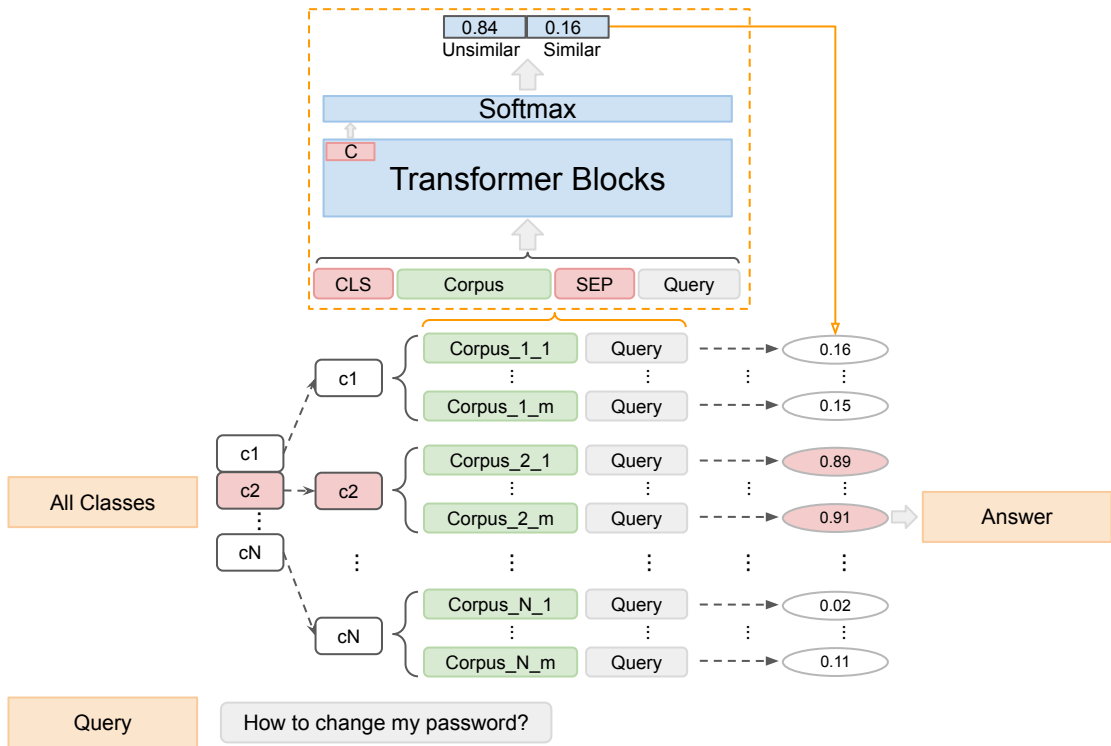 0.84 0.16
Unsimilar Similar
Softmax
C
Transformer Blocks
CLS Corpus SEP Query
Corpus_1_1 Query 0.16
c1
Corpus_1_m Query 0.15
c1
Corpus_2_1 Query 0.89
All Classes c2 c2
Corpus_2_m Query 0.91 Answer
cN
Corpus_N_1 Query 0.02
cN
Corpus_N_m Query 0.11
Query How to change my password?